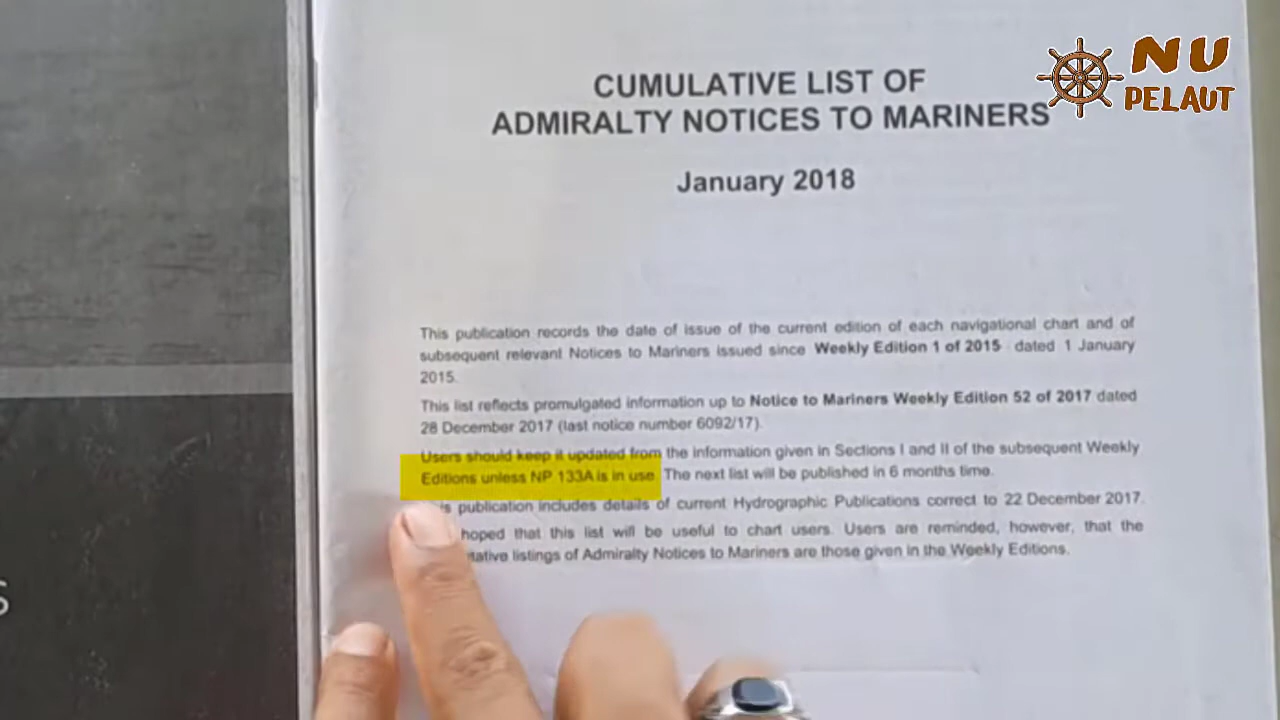 NU
PELAUT
CUMULATIVE LIST OF
ADMIRALTY NOTICES TO MARINERS
January 2018
This publication records the date of issue of the current edition of each navigational chart and of
subsequent relevant Notices to Mariners issued since Weekly Edition 1 of 2015 dated 1 January
2015.
This list reflects promulgated information up to Notice to Mariners Weekly Edition 52 of 2017 dated
28 December 2017 (last notice number 6092/17).
Users should keep it updated from the information given in Sections I and II of the subsequent Weekly
Editions unless NP 133A is in use. The next list will be published in 6 months time.
publication includes details of current Hydrographic Publications correct to 22 December 2017.
hoped that this list will be useful to chart users. Users are reminded, however, that the
listings of Admiralty Notices to Mariners are those given in the Weekly Editions.
S